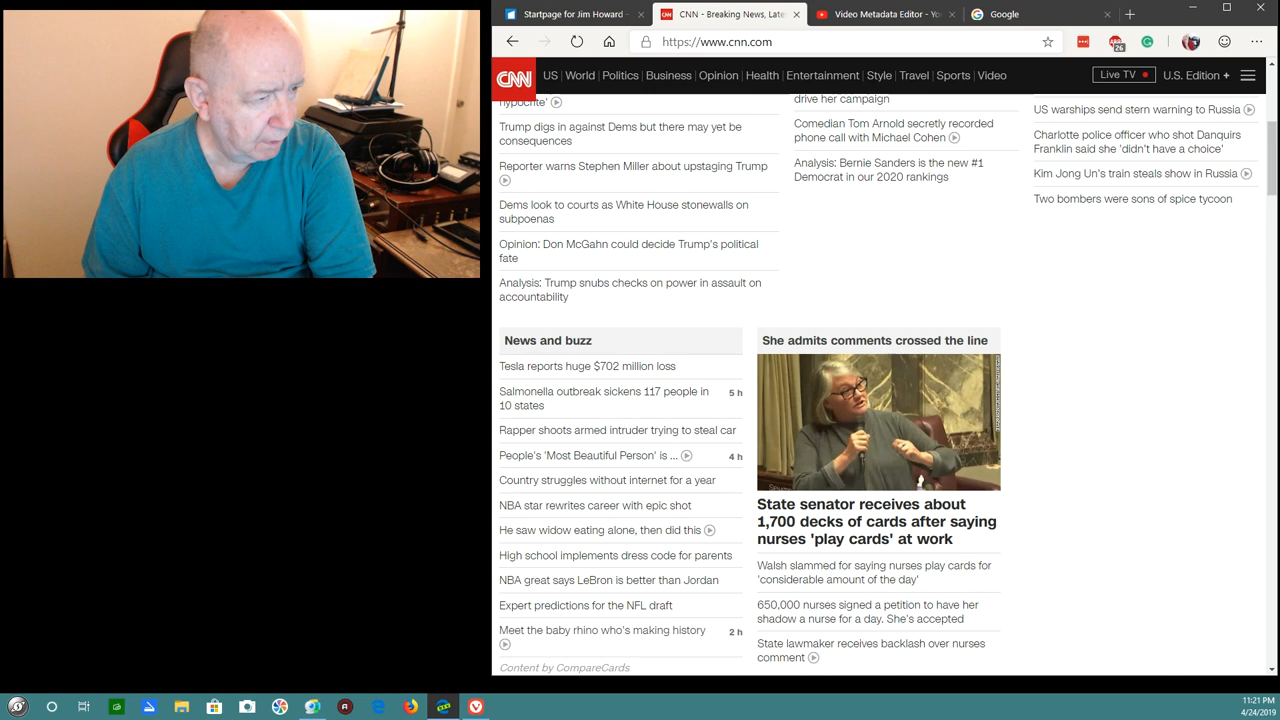 Startpage for Jim Howard -
CNN - Breaking News, Late
Video Metadata Editor - Yo
Google
https://www.cnn.com
26
CNN
US World Politics Business Opinion Health Entertainment Style Travel Sports Video
Live TV
U.S. Edition +
hypocrite'
Trump digs in against Dems but there may yet be
consequences
Reporter warns Stephen Miller about upstaging Trump
Dems look to courts as White House stonewalls on
subpoenas
Opinion: Don McGahn could decide Trump's political
fate
Analysis: Trump snubs checks on power in assault on
accountability
drive her campaign
Comedian Tom Arnold secretly recorded
phone call with Michael Cohen
Analysis: Bernie Sanders is the new #1
Democrat in our 2020 rankings
US warships send stern warning to Russia
Charlotte police officer who shot Danquirs
Franklin said she 'didn't have a choice'
Kim Jong Un's train steals show in Russia
Two bombers were sons of spice tycoon
News and buzz
Tesla reports huge $702 million loss
Salmonella outbreak sickens 117 people in 5 h
10 states
Rapper shoots armed intruder trying to steal car
People's 'Most Beautiful Person' is ... 4 h
Country struggles without internet for a year
NBA star rewrites career with epic shot
He saw widow eating alone, then did this
High school implements dress code for parents
NBA great says LeBron is better than Jordan
Expert predictions for the NFL draft
Meet the baby rhino who's making history 2 h
Content by CompareCards
She admits comments crossed the line
State senator receives about
1,700 decks of cards after saying
nurses 'play cards' at work
Walsh slammed for saying nurses play cards for
'considerable amount of the day'
650,000 nurses signed a petition to have her
shadow a nurse for a day. She's accepted
State lawmaker receives backlash over nurses
comment
11:21 PM
4/24/2019